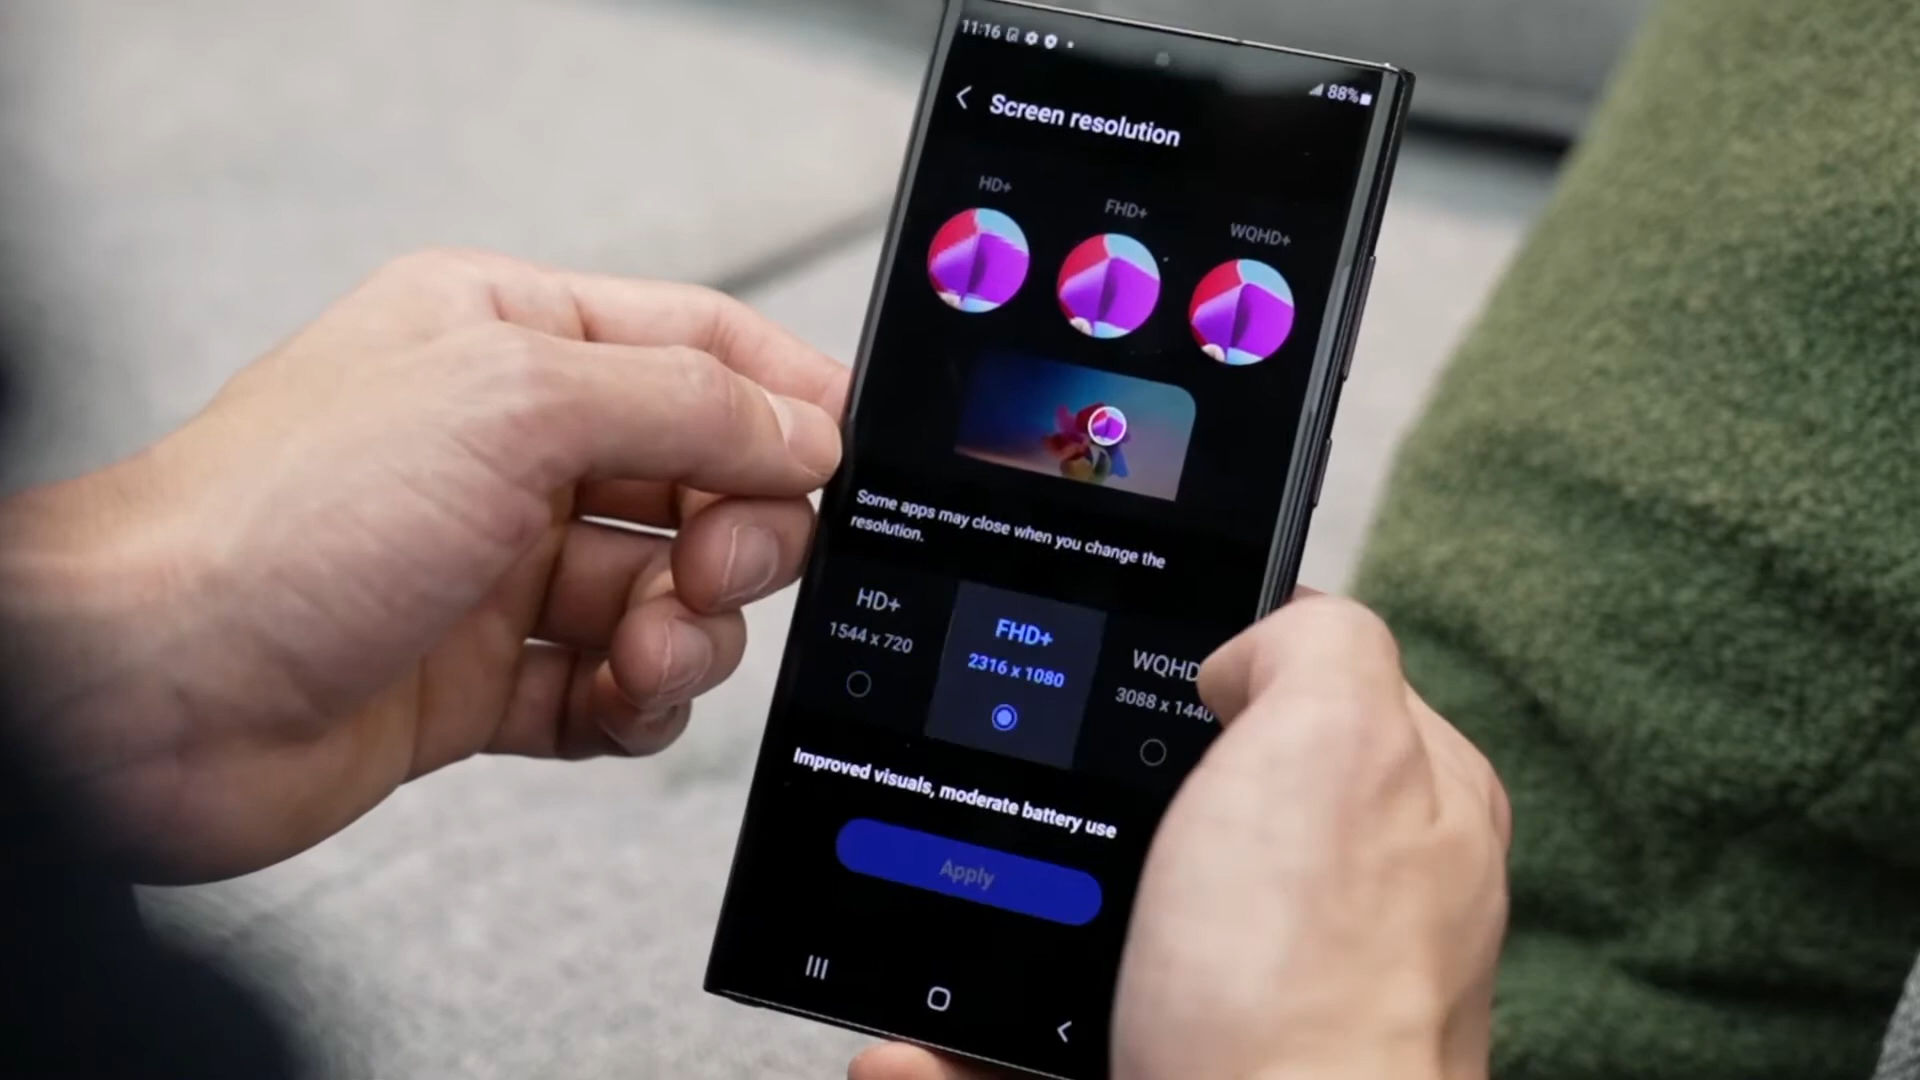 11:16
88%
Screen resolution
HD+
FHD+
WQHD+
Some apps may close when you change the
resolution.
HD+
FHD+
WQHD
1544 x 720
2316 x 1080
3088 x 1440
Improved visuals, moderate battery use
Apply